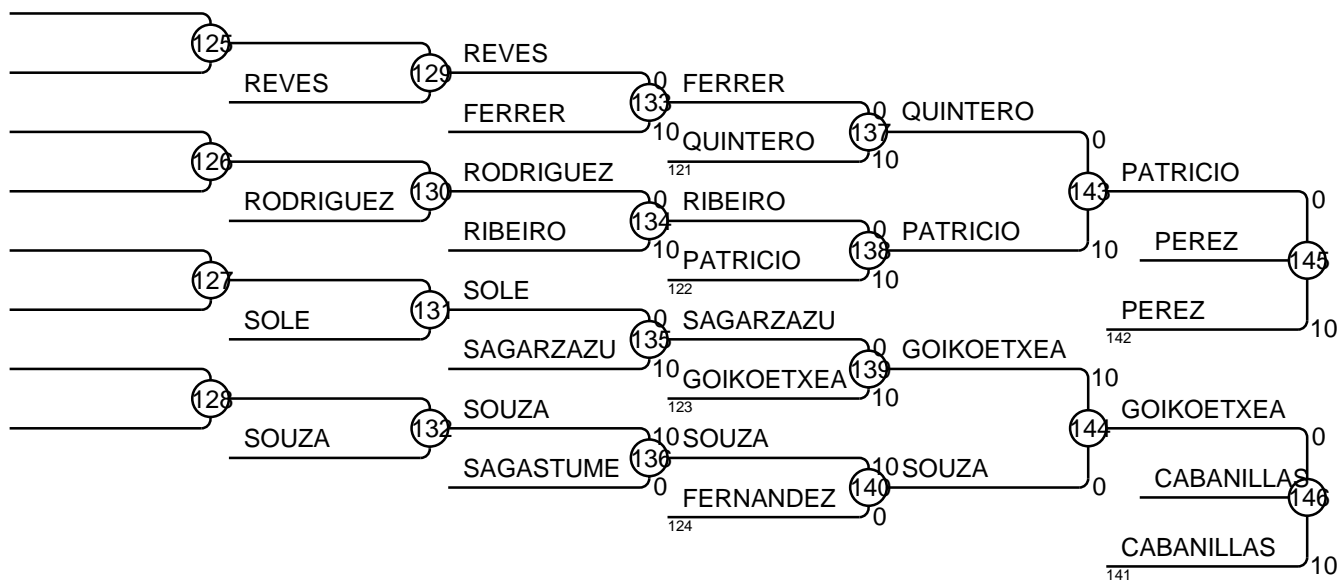 125
REVES
REVES
129
0
FERRER
FERRER
133
10
0
QUINTERO
QUINTERO
121
137
10
126
RODRIGUEZ
RODRIGUEZ
130
0
RIBEIRO
RIBEIRO
134
10
0
PATRICIO
PATRICIO
122
138
10
0
143
10
PATRICIO
0
PEREZ
145
PEREZ
142
10
127
SOLE
SOLE
131
0
SAGARZAZU
SAGARZAZU
135
10
0
GOIKOETXEA
GOIKOETXEA
123
139
10
128
SOUZA
SOUZA
132
10
SAGASTUME
SOUZA
136
0
10
FERNANDEZ
SOUZA
124
140
0
10
144
0
GOIKOETXEA
0
CABANILLAS
146
CABANILLAS
141
10